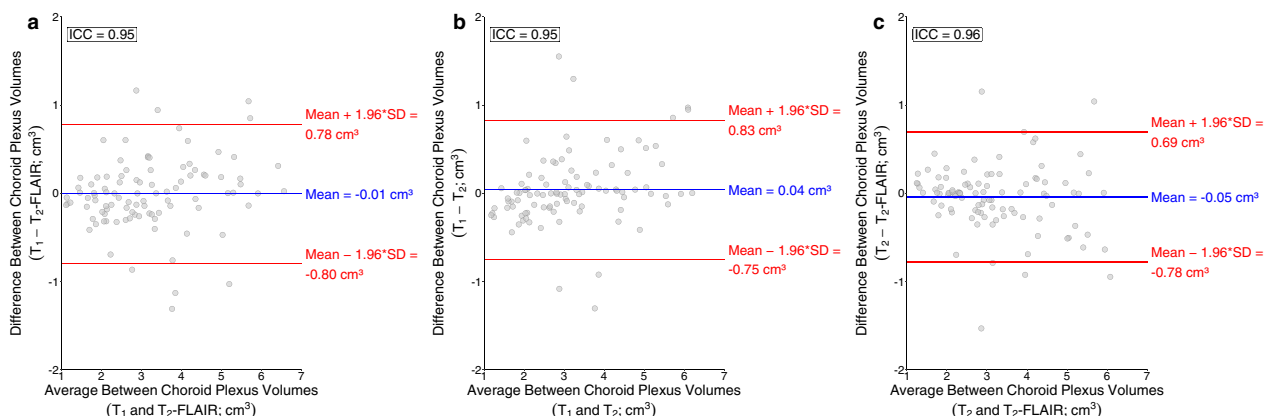 a
ICC = 0.95
Difference Between Choroid Plexus Volumes
(T₁ − T₂-FLAIR; cm³)
2
1
0
-1
-2
Mean + 1.96*SD =
0.78 cm³
Mean = -0.01 cm³
Mean − 1.96*SD =
-0.80 cm³
1 2 3 4 5 6 7
Average Between Choroid Plexus Volumes
(T₁ and T₂-FLAIR; cm³)
b
ICC = 0.95
Difference Between Choroid Plexus Volumes
(T₁ − T₂; cm³)
2
1
0
-1
-2
Mean + 1.96*SD =
0.83 cm³
Mean = 0.04 cm³
Mean − 1.96*SD =
-0.75 cm³
1 2 3 4 5 6 7
Average Between Choroid Plexus Volumes
(T₁ and T₂; cm³)
c
ICC = 0.96
Difference Between Choroid Plexus Volumes
(T₂ − T₂-FLAIR; cm³)
2
1
0
-1
-2
Mean + 1.96*SD =
0.69 cm³
Mean = -0.05 cm³
Mean − 1.96*SD =
-0.78 cm³
1 2 3 4 5 6 7
Average Between Choroid Plexus Volumes
(T₂ and T₂-FLAIR; cm³)